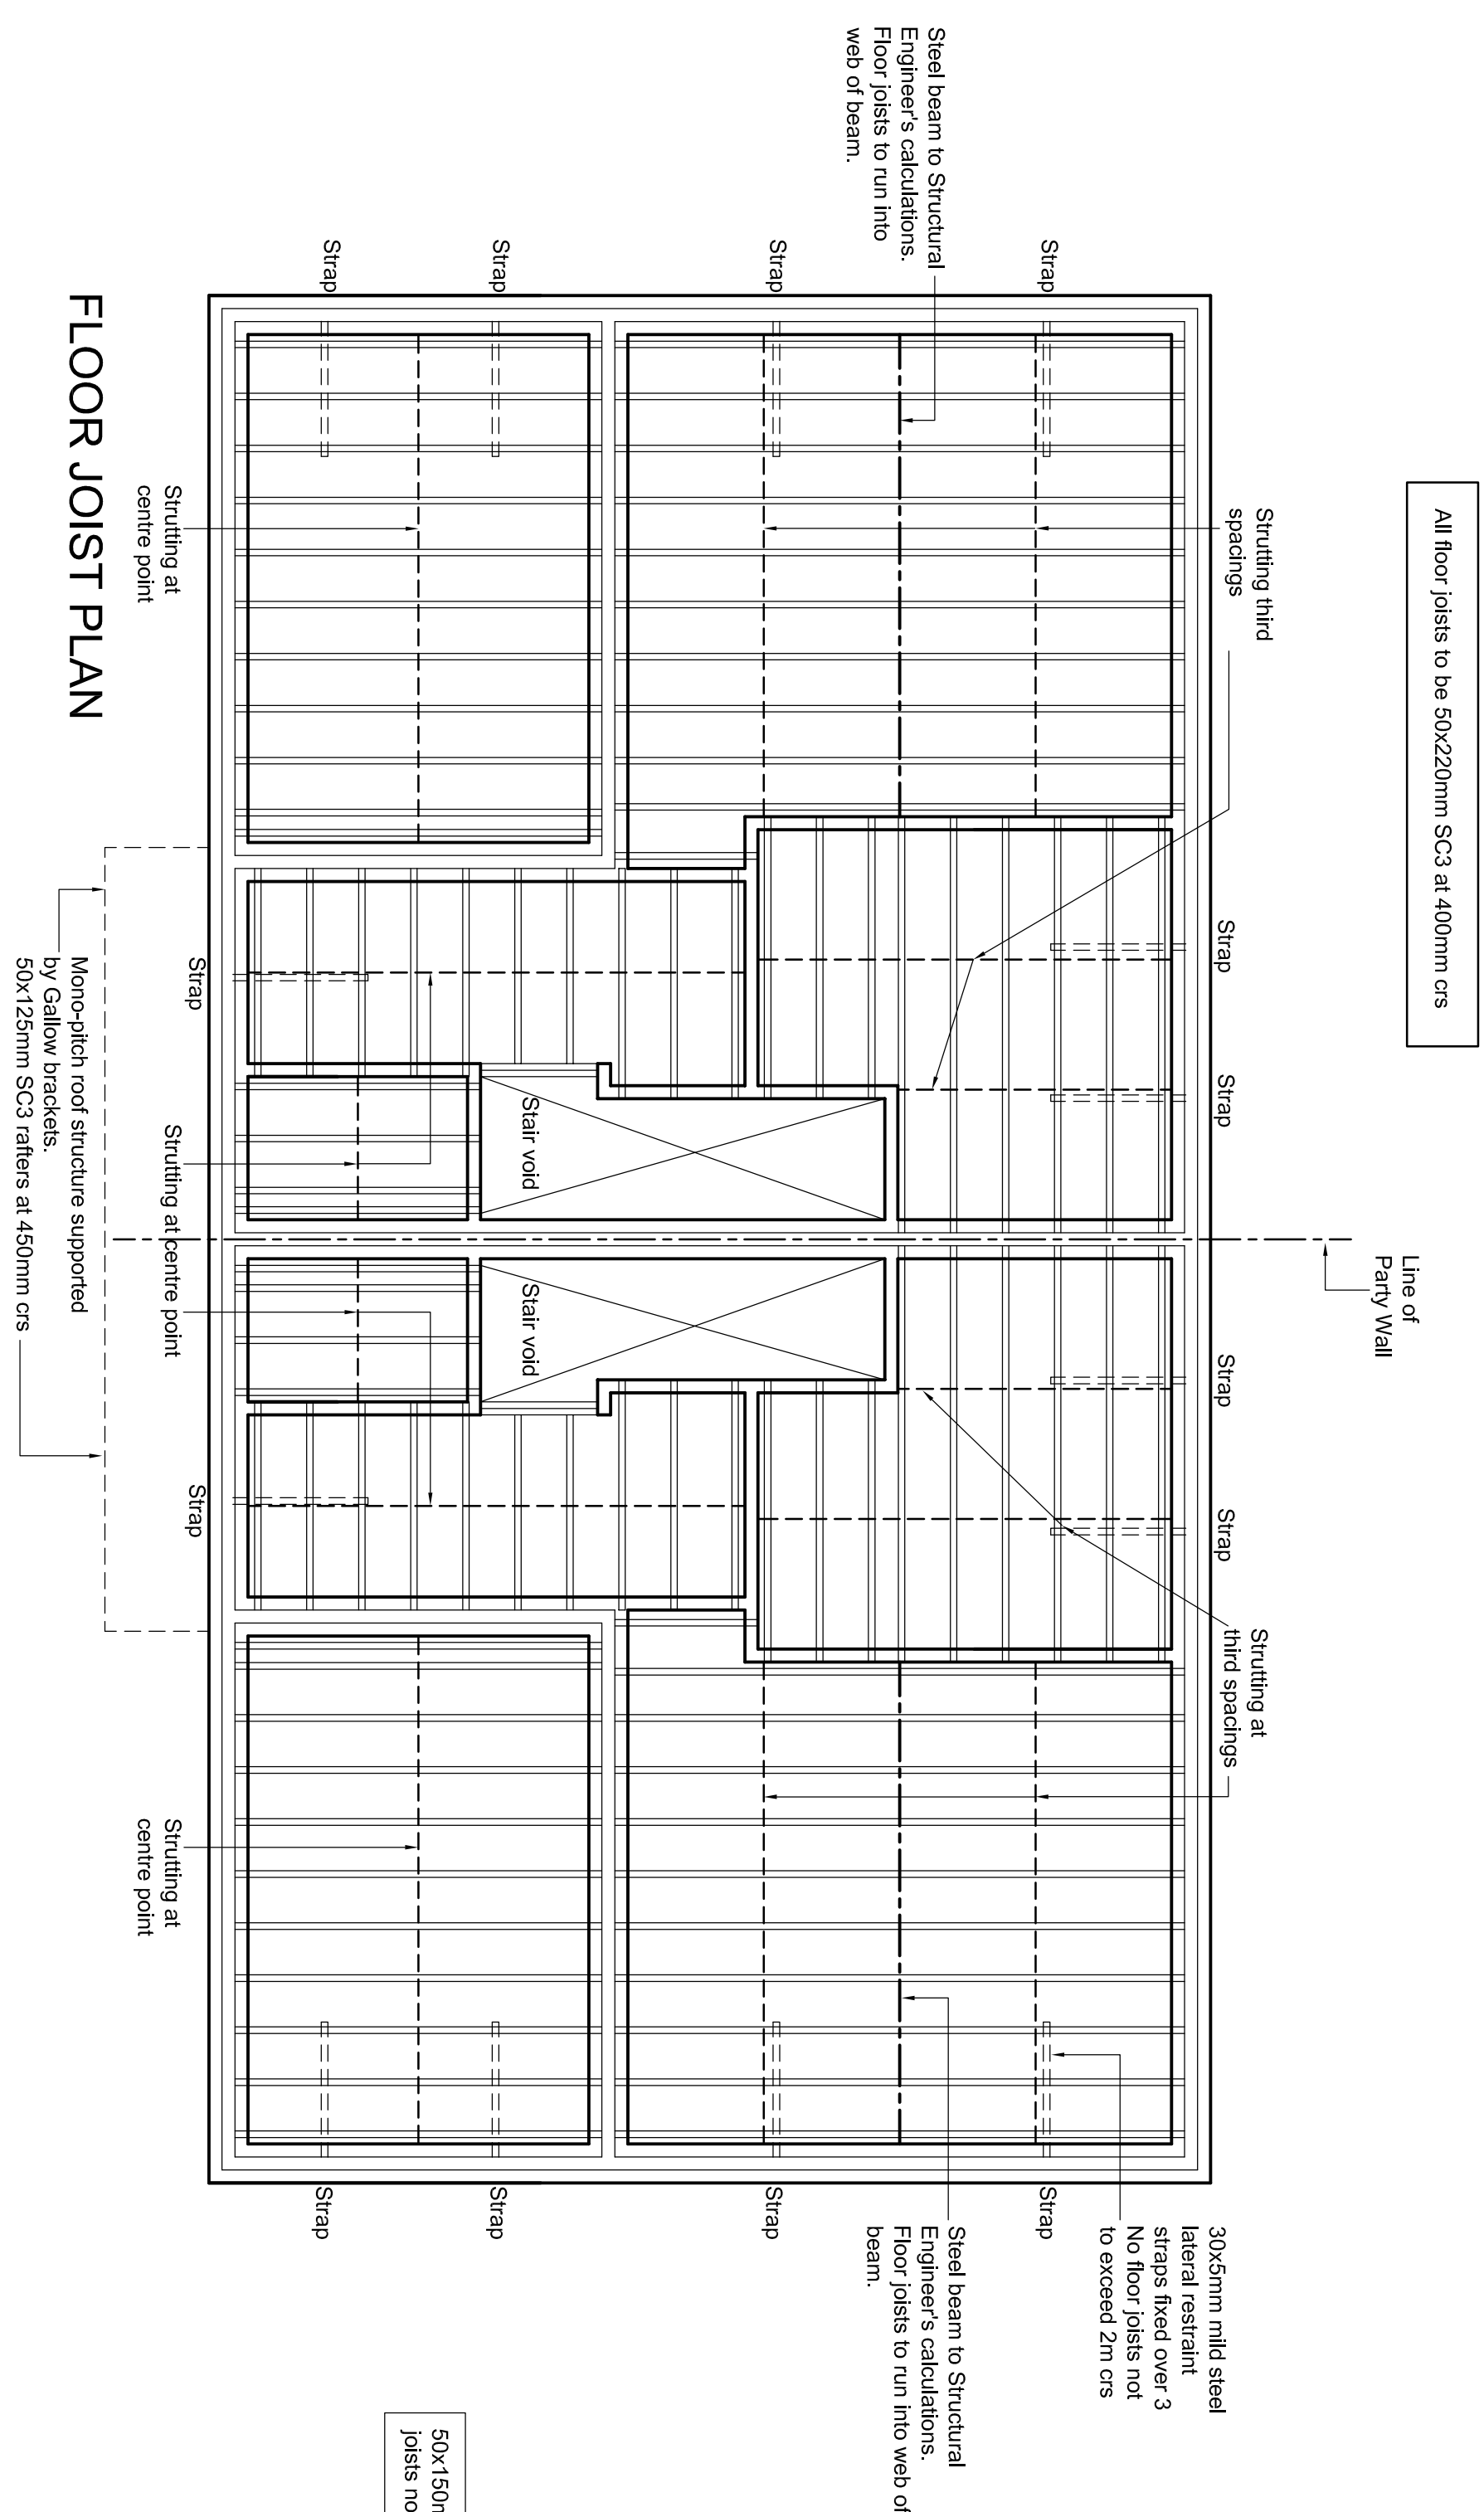 All floor joists to be 50x220mm SC3 at 400mm crs
Line of
Party Wall
Strutting third
spacings
Strutting at
third spacings
Strap
Strap
Strap
Strap
30x5mm mild steel
lateral restraint
straps fixed over 3
No floor joists not
to exceed 2m crs
Strap
Strap
Steel beam to Structural
Engineer's calculations.
Floor joists to run into
web of beam.
Steel beam to Structural
Engineer's calculations.
Floor joists to run into web of
beam.
Strap
Strap
Strap
Strap
Stair void
Stair void
Strap
Strap
Strap
Strap
Strutting at
centre point
Strutting at centre point
Strutting at
centre point
FLOOR JOIST PLAN
Mono-pitch roof structure supported
by Gallow brackets.
50x125mm SC3 rafters at 450mm crs
joists